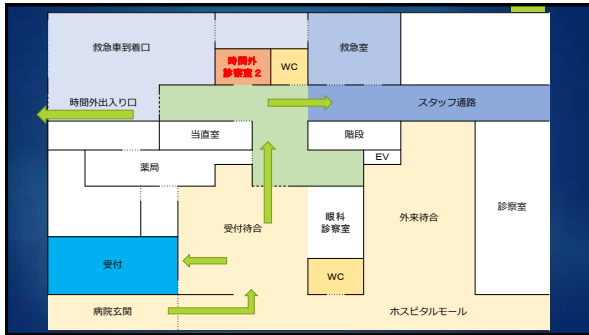 救急車到着口
救急室
時間外
診察室2
WC
時間外出入り口
スタッフ通路
当直室
階段
EV
薬局
診察室
受付待合
眼科
診察室
外来待合
受付
WC
病院玄関
ホスピタルモール